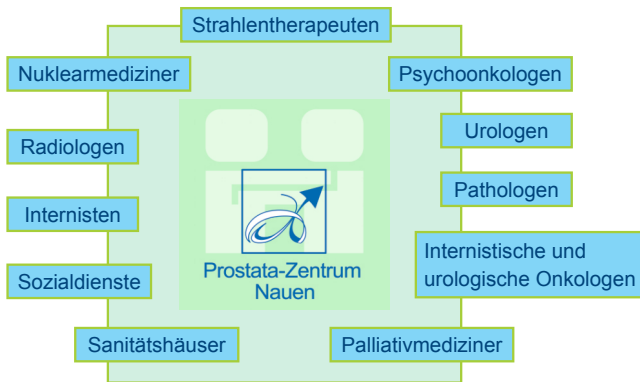 Strahlentherapeuten
Nuklearmediziner
Psychoonkologen
Radiologen
Urologen
Internisten
Pathologen
Sozialdienste
Internistische und
urologische Onkologen
Sanitätshäuser
Palliativmediziner
Prostata-Zentrum
Nauen